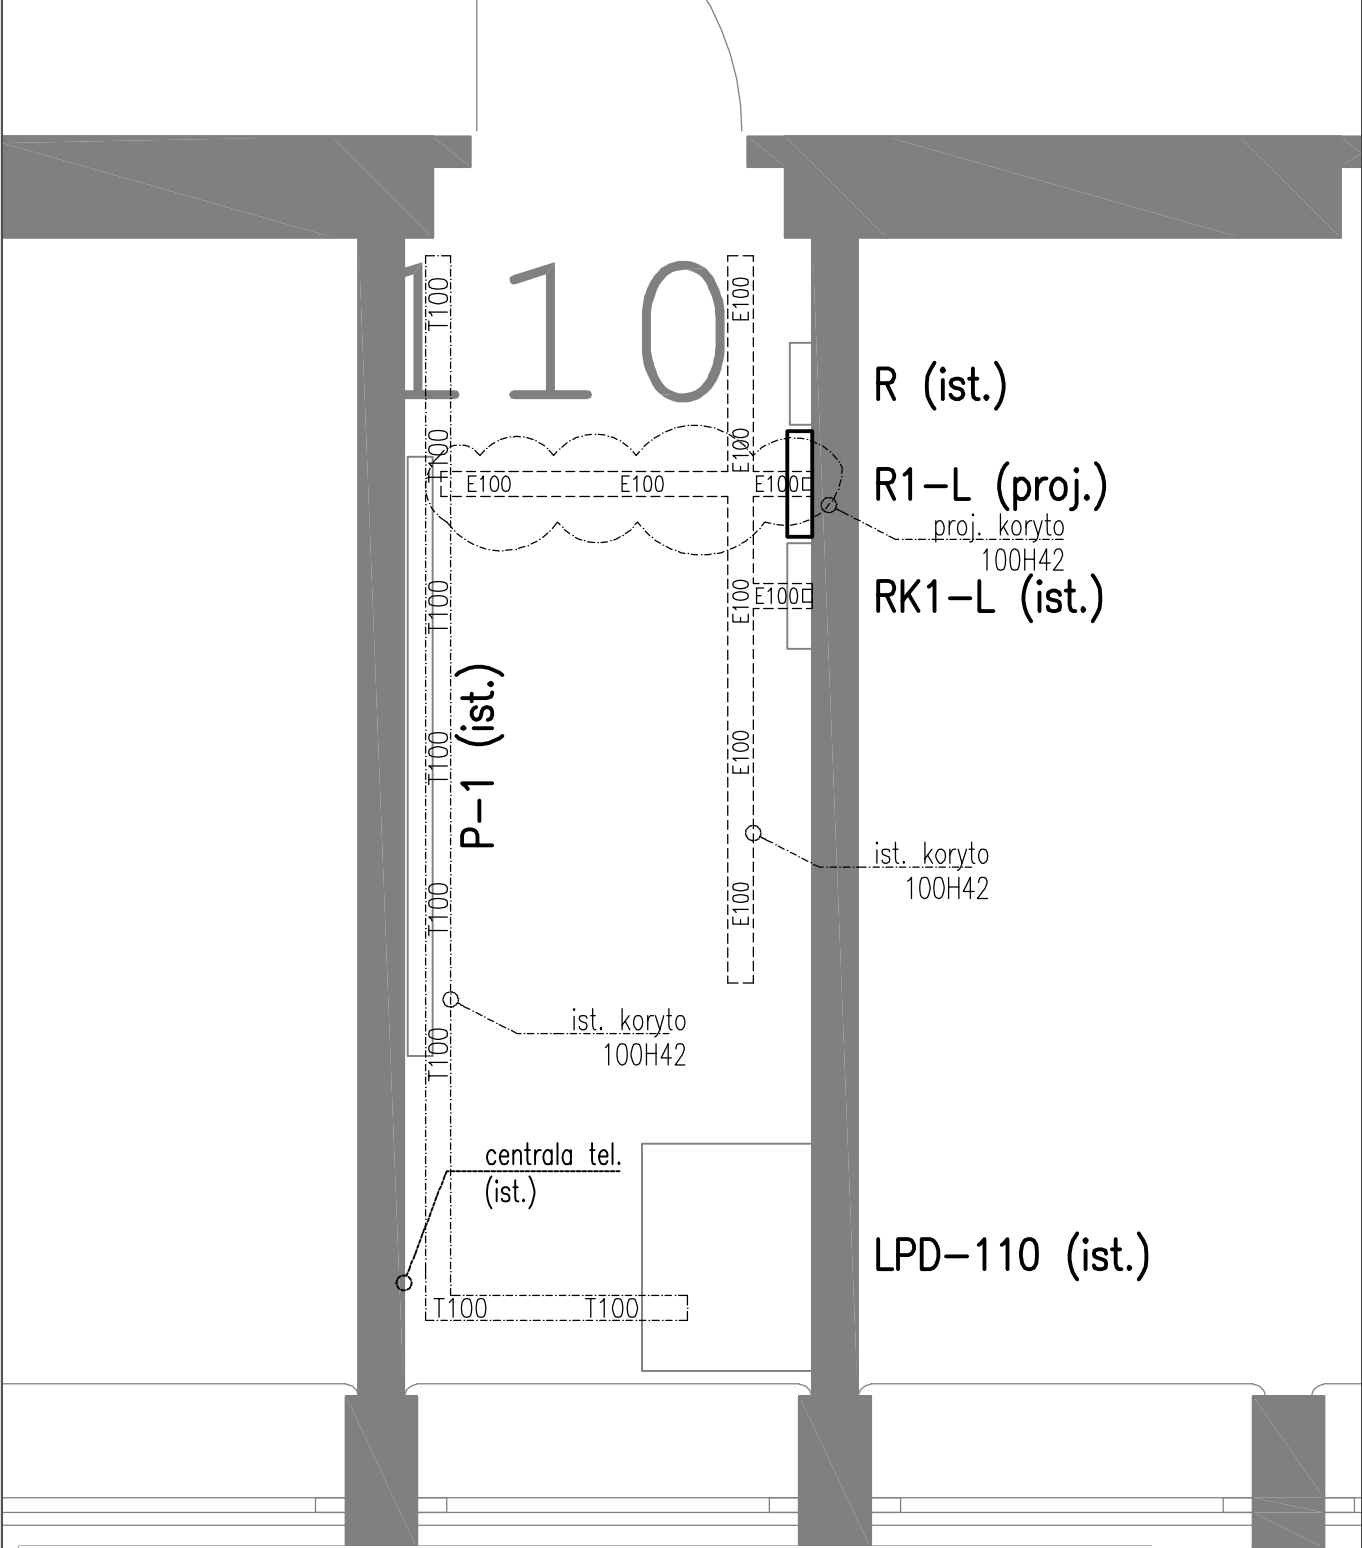 110
T100
E100
R (ist.)
T100
E100
E100
E100
E100
R1-L (proj.)
proj. koryto
100H42
T100
E100
E100
RK1-L (ist.)
P-1 (ist.)
T100
E100
ist. koryto
100H42
T100
E100
ist. koryto
100H42
T100
centrala tel.
(ist.)
LPD-110 (ist.)
T100
T100